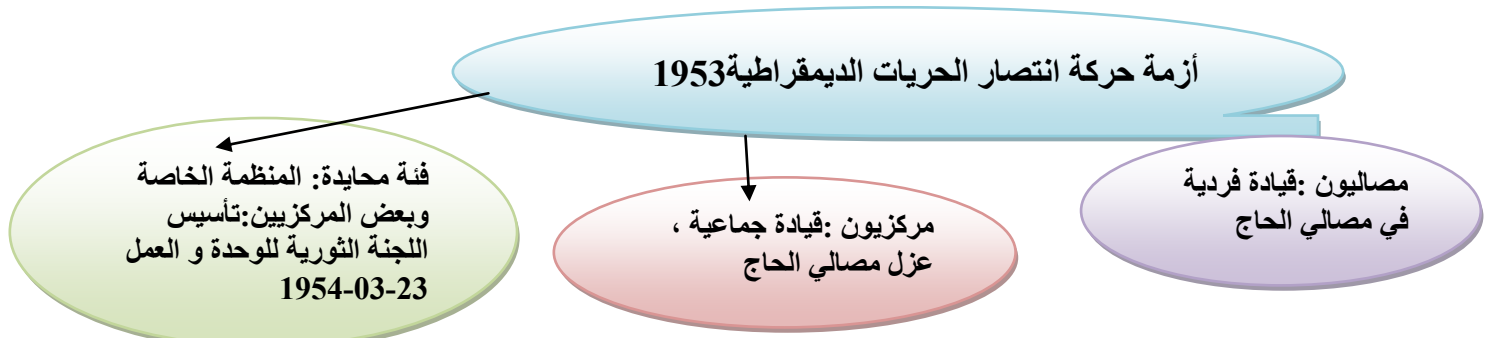 أزمة حركة انتصار الحريات الديمقراطية1953
مصاليون :قيادة فردية
في مصالي الحاج
مركزيون :قيادة جماعية ،
عزل مصالي الحاج
فئة محايدة: المنظمة الخاصة
وبعض المركزيين:تأسيس
اللجنة الثورية للوحدة و العمل
23-03-1954